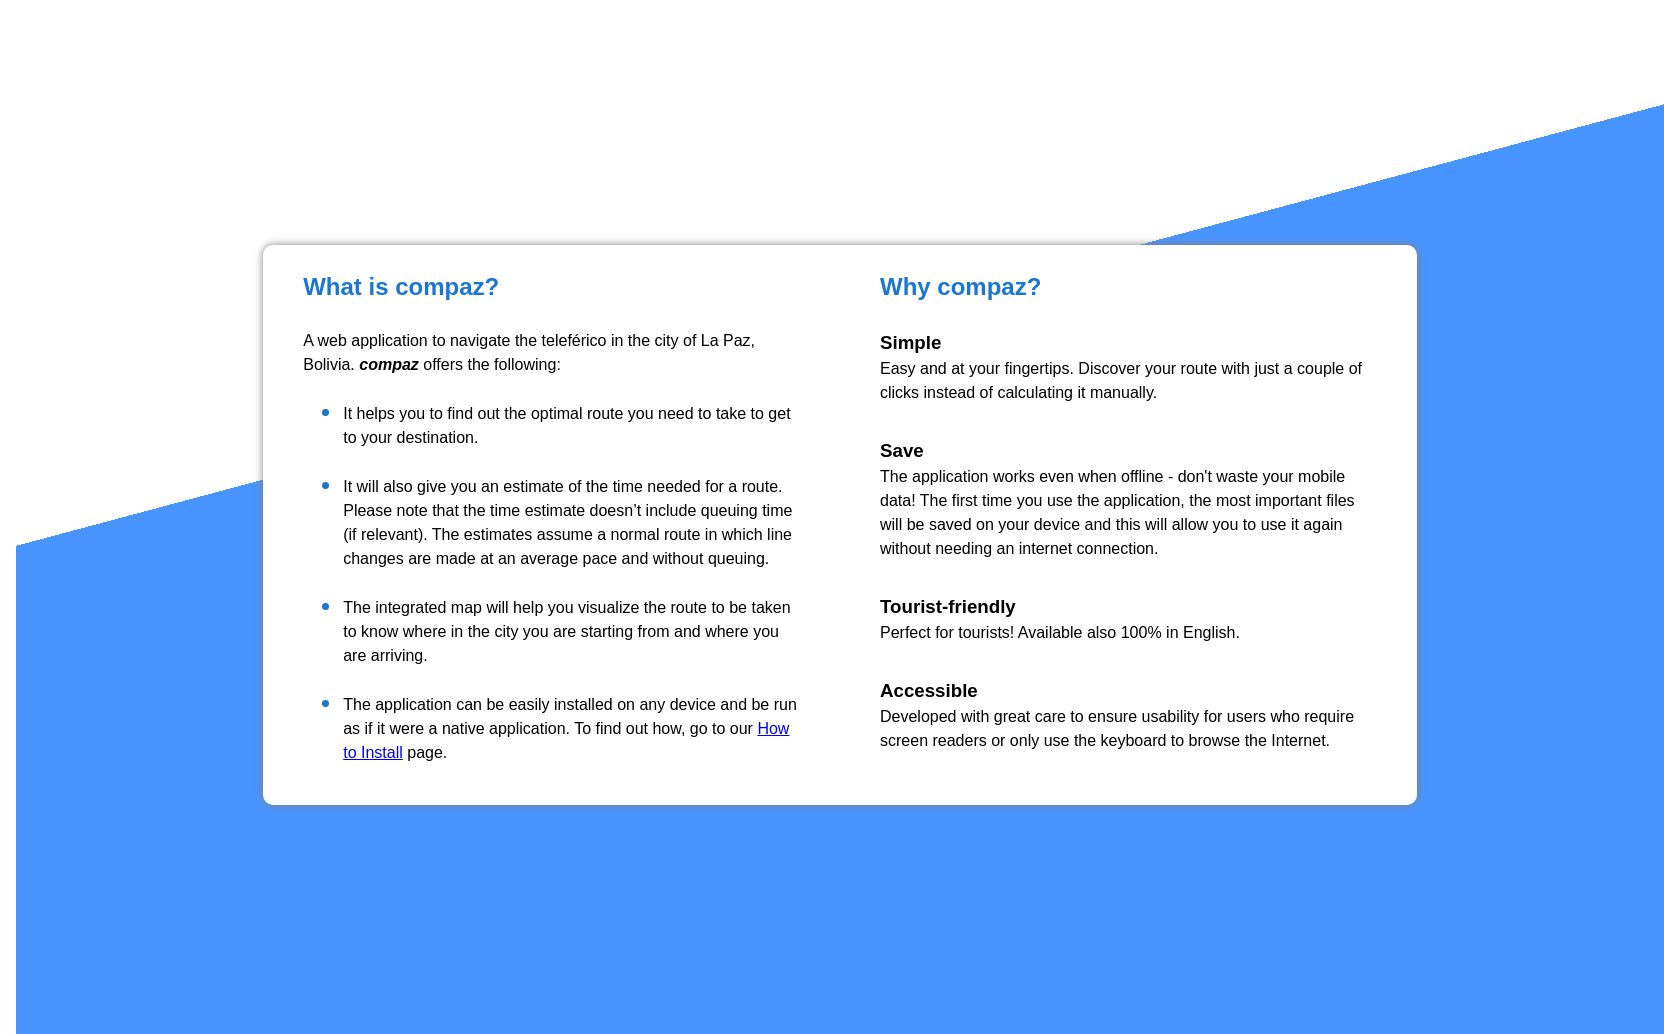 What is compaz?
A web application to navigate the teleférico in the city of La Paz,
Bolivia. compaz offers the following:
It helps you to find out the optimal route you need to take to get
to your destination.
It will also give you an estimate of the time needed for a route.
Please note that the time estimate doesn’t include queuing time
(if relevant). The estimates assume a normal route in which line
changes are made at an average pace and without queuing.
The integrated map will help you visualize the route to be taken
to know where in the city you are starting from and where you
are arriving.
The application can be easily installed on any device and be run
as if it were a native application. To find out how, go to our How
to Install page.
Why compaz?
Simple
Easy and at your fingertips. Discover your route with just a couple of
clicks instead of calculating it manually.
Save
The application works even when offline - don't waste your mobile
data! The first time you use the application, the most important files
will be saved on your device and this will allow you to use it again
without needing an internet connection.
Tourist-friendly
Perfect for tourists! Available also 100% in English.
Accessible
Developed with great care to ensure usability for users who require
screen readers or only use the keyboard to browse the Internet.